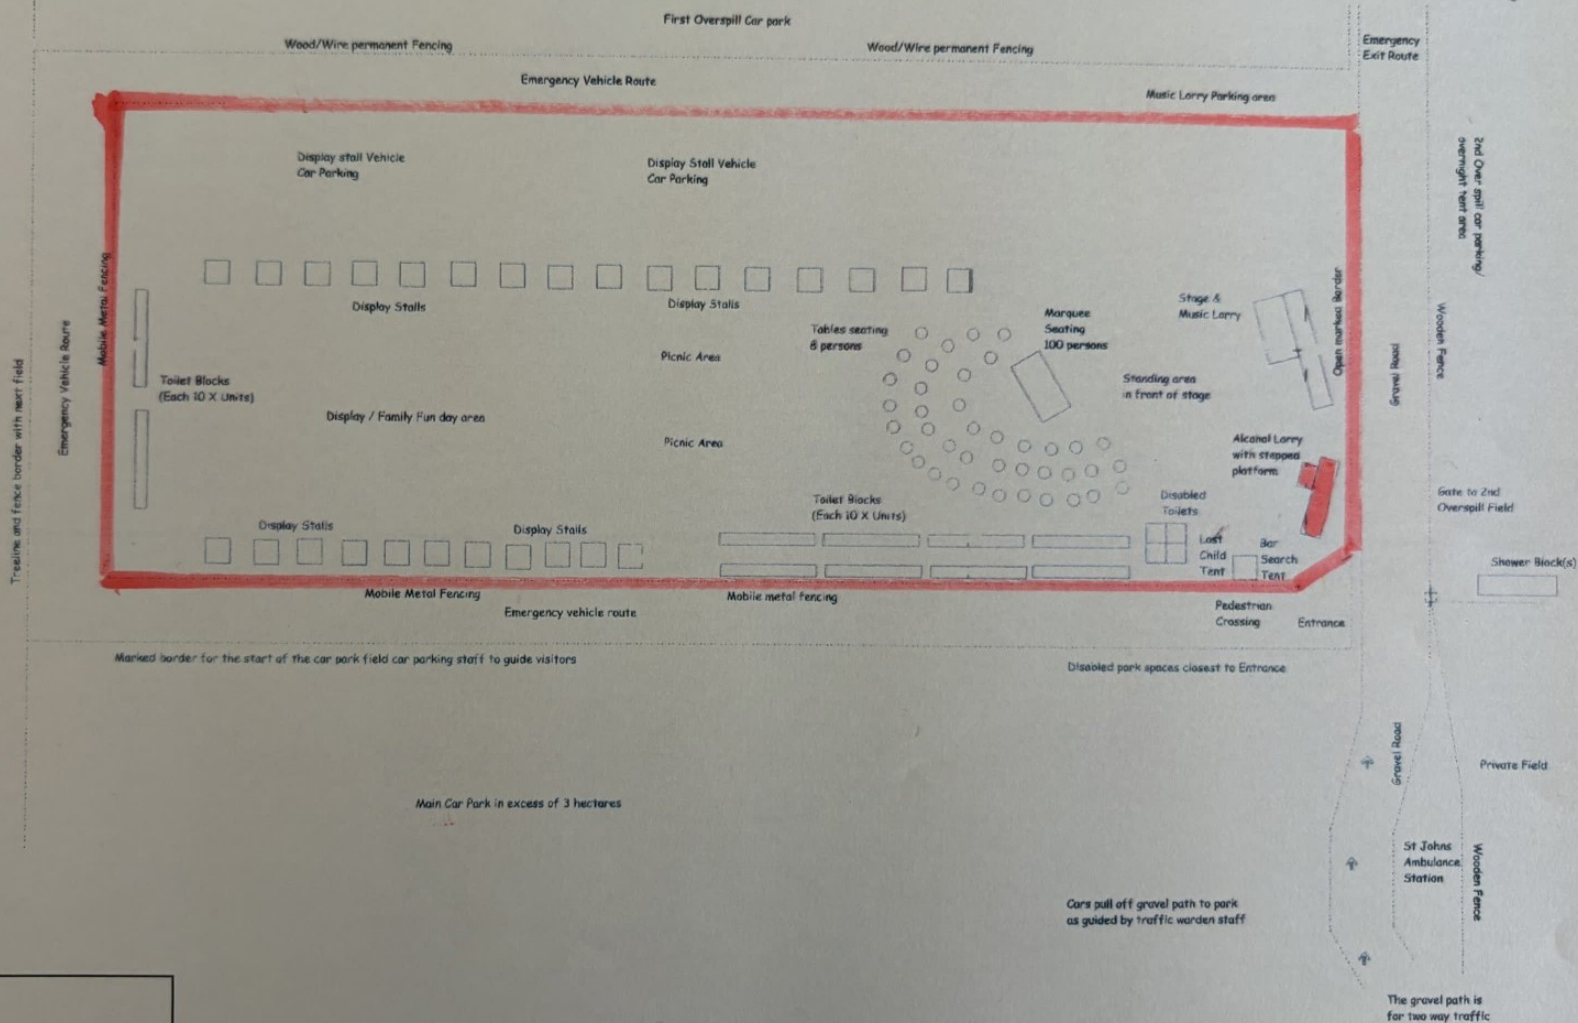 First Overspill Car park
Wood/Wire permanent Fencing
Wood/Wire permanent Fencing
Emergency
Exit Route
Emergency Vehicle Route
Music Lorry Parking area
Display stall Vehicle
Car Parking
Display Stall Vehicle
Car Parking
2nd Over spill car parking/
overnight tent area
Mobile Metal Fencing
Display Stalls
Display Stalls
Stage &
Music Lorry
Open marked Border
Marquee
Seating
100 persons
Tables seating
8 persons
Wooden Fence
Emergency Vehicle Route
Treeline and fence border with next field
Picnic Area
Gravel Road
Toilet Blocks
(Each 10 X Units)
Standing area
in front of stage
Display / Family Fun day area
Picnic Area
Alcohol Lorry
with stepped
platform
Gate to 2nd
Overspill Field
Toilet Blocks
(Each 10 X Units)
Disabled
Toilets
Display Stalls
Display Stalls
Lost
Child
Tent
Bar
Search
Tent
Shower Block(s)
Mobile Metal Fencing
Mobile metal fencing
Emergency vehicle route
Pedestrian
Crossing
Entrance
Marked border for the start of the car park field car parking staff to guide visitors
Disabled park spaces closest to Entrance
Gravel Road
Private Field
Main Car Park in excess of 3 hectares
St Johns
Ambulance
Station
Wooden Fence
Cars pull off gravel path to park
as guided by traffic warden staff
The gravel path is
for two way traffic